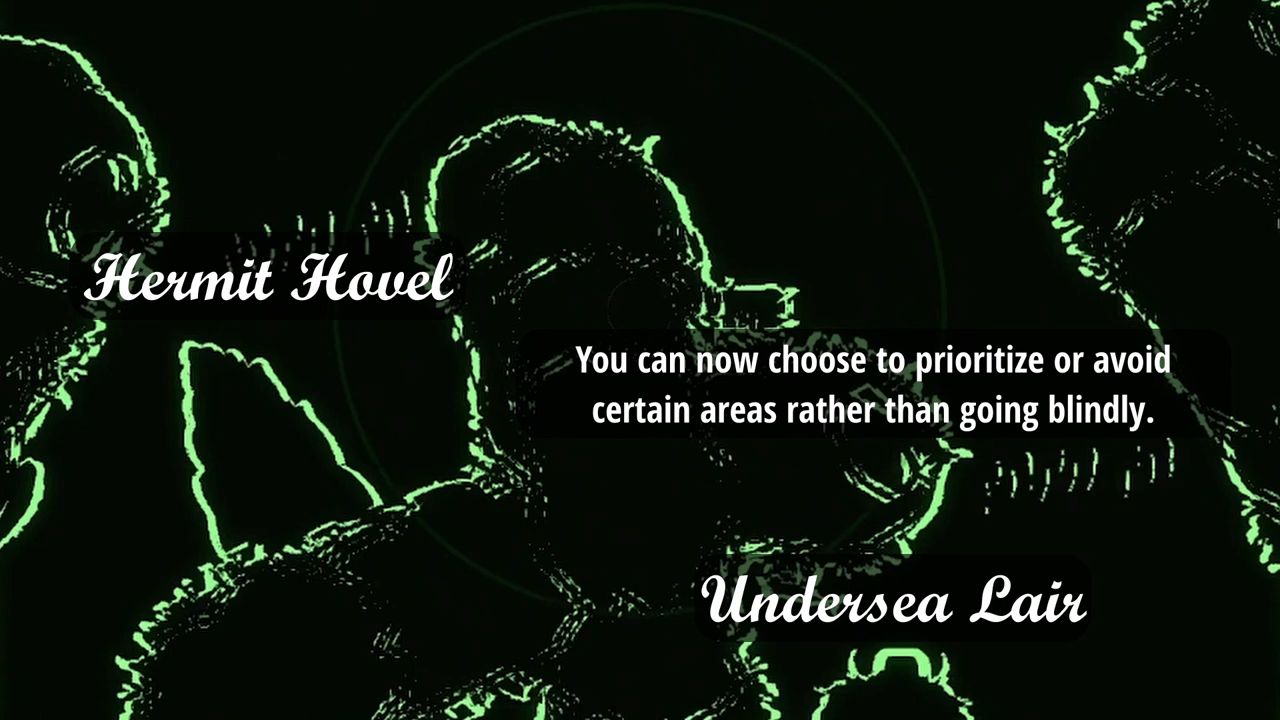 Hermit Hovel
You can now choose to prioritize or avoid
certain areas rather than going blindly.
Undersea Lair